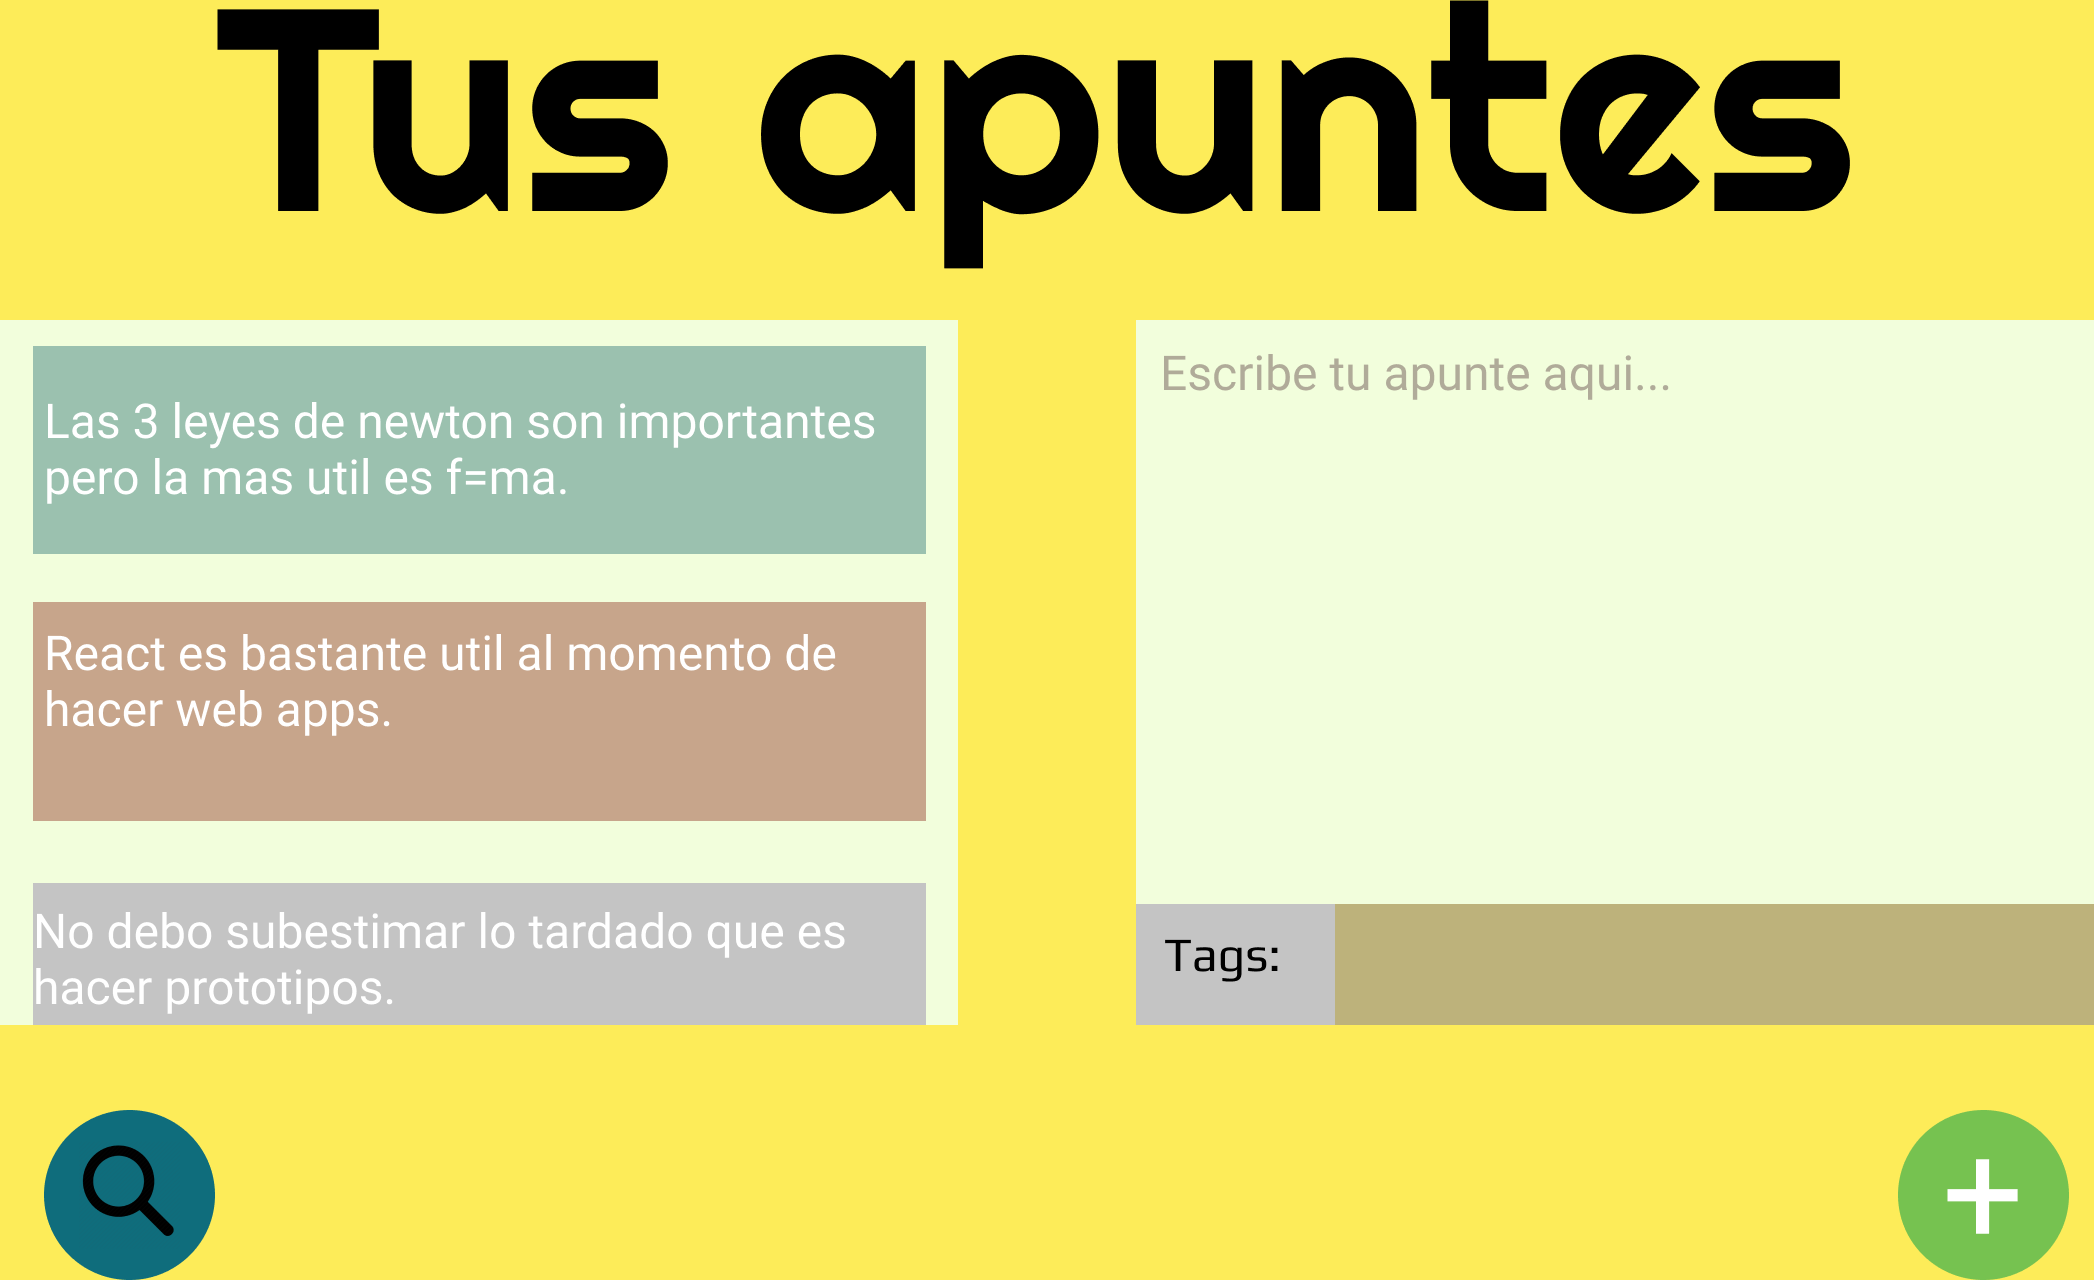 Tus apuntes
Las 3 leyes de newton son importantes
pero la mas util es f=ma.
React es bastante util al momento de
hacer web apps.
No debo subestimar lo tardado que es
hacer prototipos.
Escribe tu apunte aqui...
Tags: